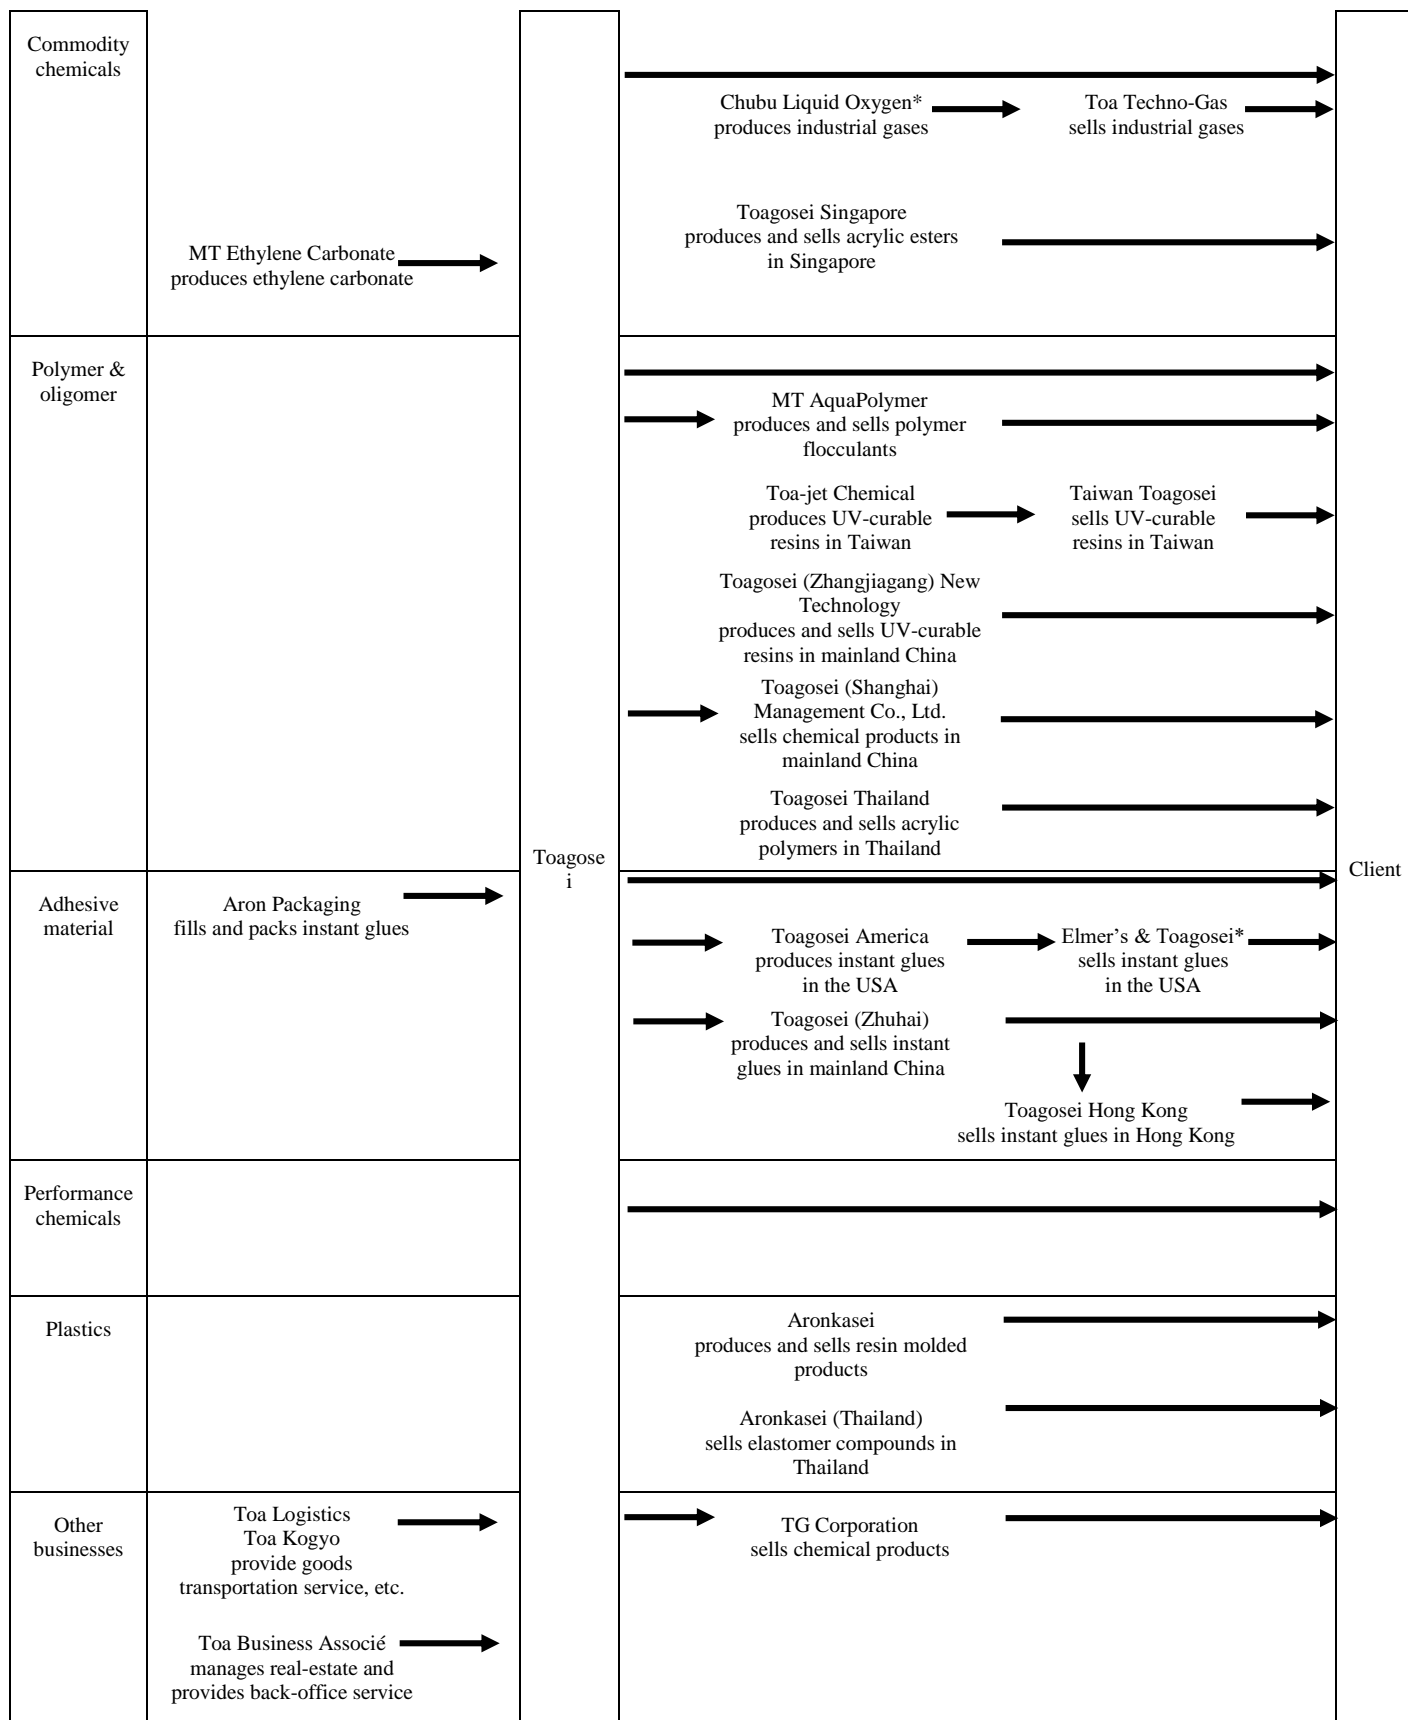 Commodity
chemicals
Chubu Liquid Oxygen*
produces industrial gases
Toa Techno-Gas
sells industrial gases
Toagosei Singapore
produces and sells acrylic esters
in Singapore
MT Ethylene Carbonate
produces ethylene carbonate
Polymer &
oligomer
MT AquaPolymer
produces and sells polymer
flocculants
Toa-jet Chemical
produces UV-curable
resins in Taiwan
Taiwan Toagosei
sells UV-curable
resins in Taiwan
Toagosei (Zhangjiagang) New
Technology
produces and sells UV-curable
resins in mainland China
Toagosei (Shanghai)
Management Co., Ltd.
sells chemical products in
mainland China
Toagosei Thailand
produces and sells acrylic
polymers in Thailand
Toagose
i
Client
Adhesive
material
Aron Packaging
fills and packs instant glues
Toagosei America
produces instant glues
in the USA
Elmer's & Toagosei*
sells instant glues
in the USA
Toagosei (Zhuhai)
produces and sells instant
glues in mainland China
Toagosei Hong Kong
sells instant glues in Hong Kong
Performance
chemicals
Plastics
Aronkasei
produces and sells resin molded
products
Aronkasei (Thailand)
sells elastomer compounds in
Thailand
Other
businesses
Toa Logistics
Toa Kogyo
provide goods
transportation service, etc.
TG Corporation
sells chemical products
Toa Business Associé
manages real-estate and
provides back-office service